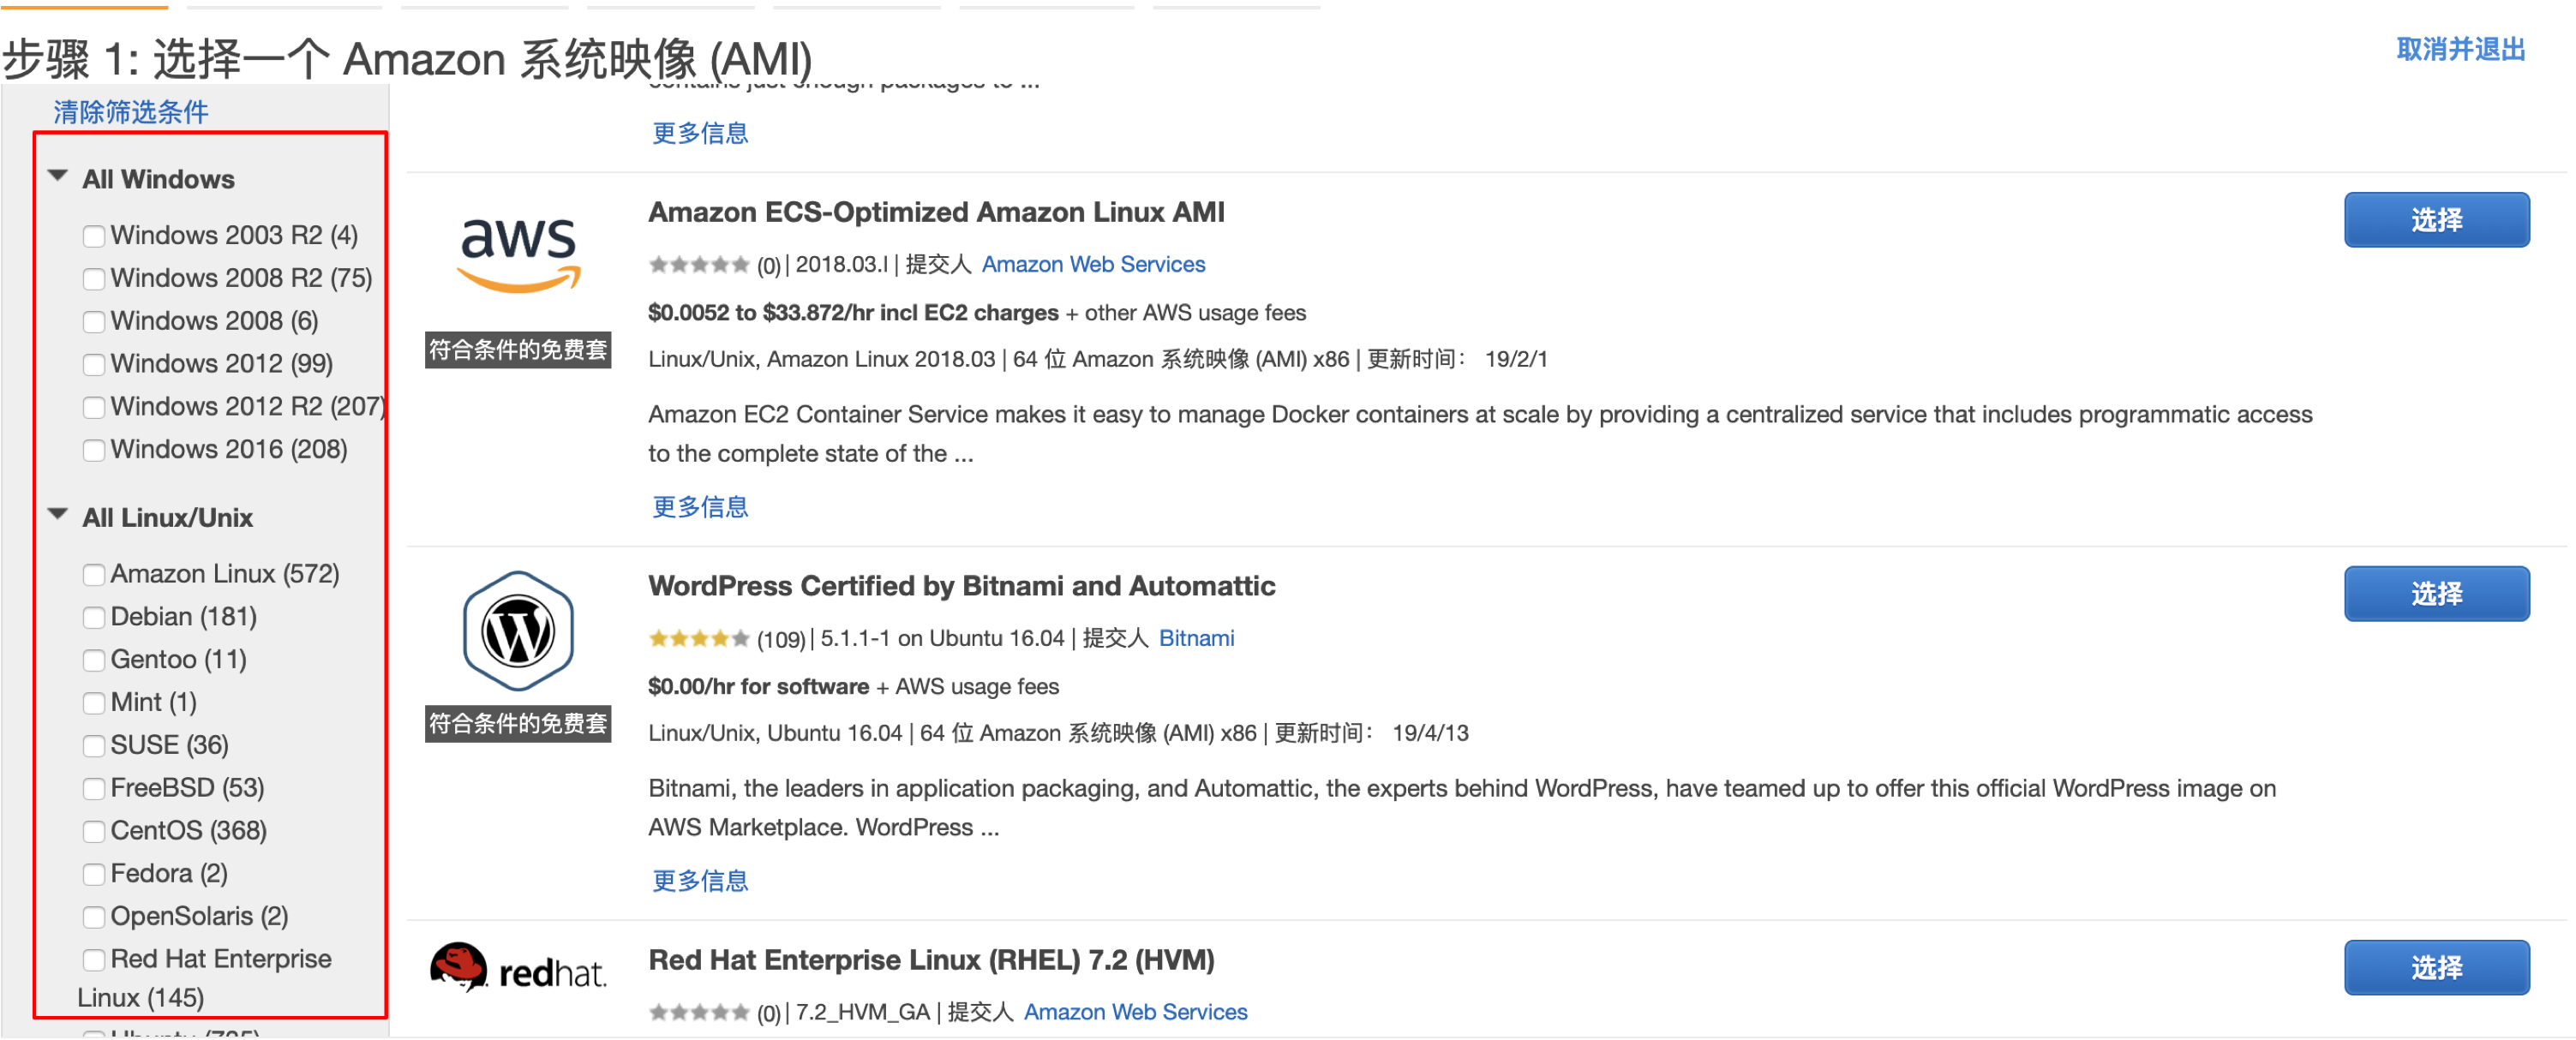 步骤 1: 选择一个 Amazon 系统映像 (AMI)
取消并退出
清除筛选条件
All Windows
Windows 2003 R2 (4)
Windows 2008 R2 (75)
Windows 2008 (6)
Windows 2012 (99)
Windows 2012 R2 (207)
Windows 2016 (208)
All Linux/Unix
Amazon Linux (572)
Debian (181)
Gentoo (11)
Mint (1)
SUSE (36)
FreeBSD (53)
CentOS (368)
Fedora (2)
OpenSolaris (2)
Red Hat Enterprise
Linux (145)
contains just enough packages to ...
更多信息
aws
符合条件的免费套
Amazon ECS-Optimized Amazon Linux AMI
(0) | 2018.03.l | 提交人 Amazon Web Services
$0.0052 to $33.872/hr incl EC2 charges + other AWS usage fees
Linux/Unix, Amazon Linux 2018.03 | 64 位 Amazon 系统映像 (AMI) x86 | 更新时间： 19/2/1
Amazon EC2 Container Service makes it easy to manage Docker containers at scale by providing a centralized service that includes programmatic access
to the complete state of the ...
更多信息
选择
符合条件的免费套
WordPress Certified by Bitnami and Automattic
(109) | 5.1.1-1 on Ubuntu 16.04 | 提交人 Bitnami
$0.00/hr for software + AWS usage fees
Linux/Unix, Ubuntu 16.04 | 64 位 Amazon 系统映像 (AMI) x86 | 更新时间： 19/4/13
Bitnami, the leaders in application packaging, and Automattic, the experts behind WordPress, have teamed up to offer this official WordPress image on
AWS Marketplace. WordPress ...
更多信息
选择
redhat.
Red Hat Enterprise Linux (RHEL) 7.2 (HVM)
(0) | 7.2_HVM_GA | 提交人 Amazon Web Services
选择